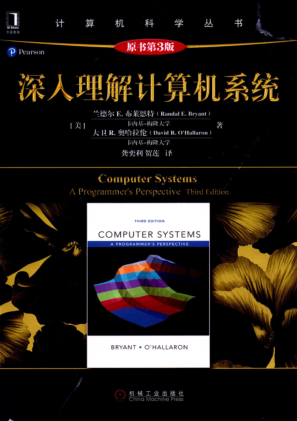 计算机科学丛书
Pearson
原书第3版
深入理解计算机系统
[美] 兰德尔 E. 布莱恩特（Randal E. Bryant）
卡内基-梅隆大学
大卫 R. 奥哈拉伦（David R. O'Hallaron） 著
卡内基-梅隆大学
龚奕利 贺莲 译
Computer Systems
A Programmer's Perspective Third Edition
THIRD EDITION
COMPUTER SYSTEMS
A PROGRAMMER'S PERSPECTIVE
BRYANT • O'HALLARON
机械工业出版社
China Machine Press